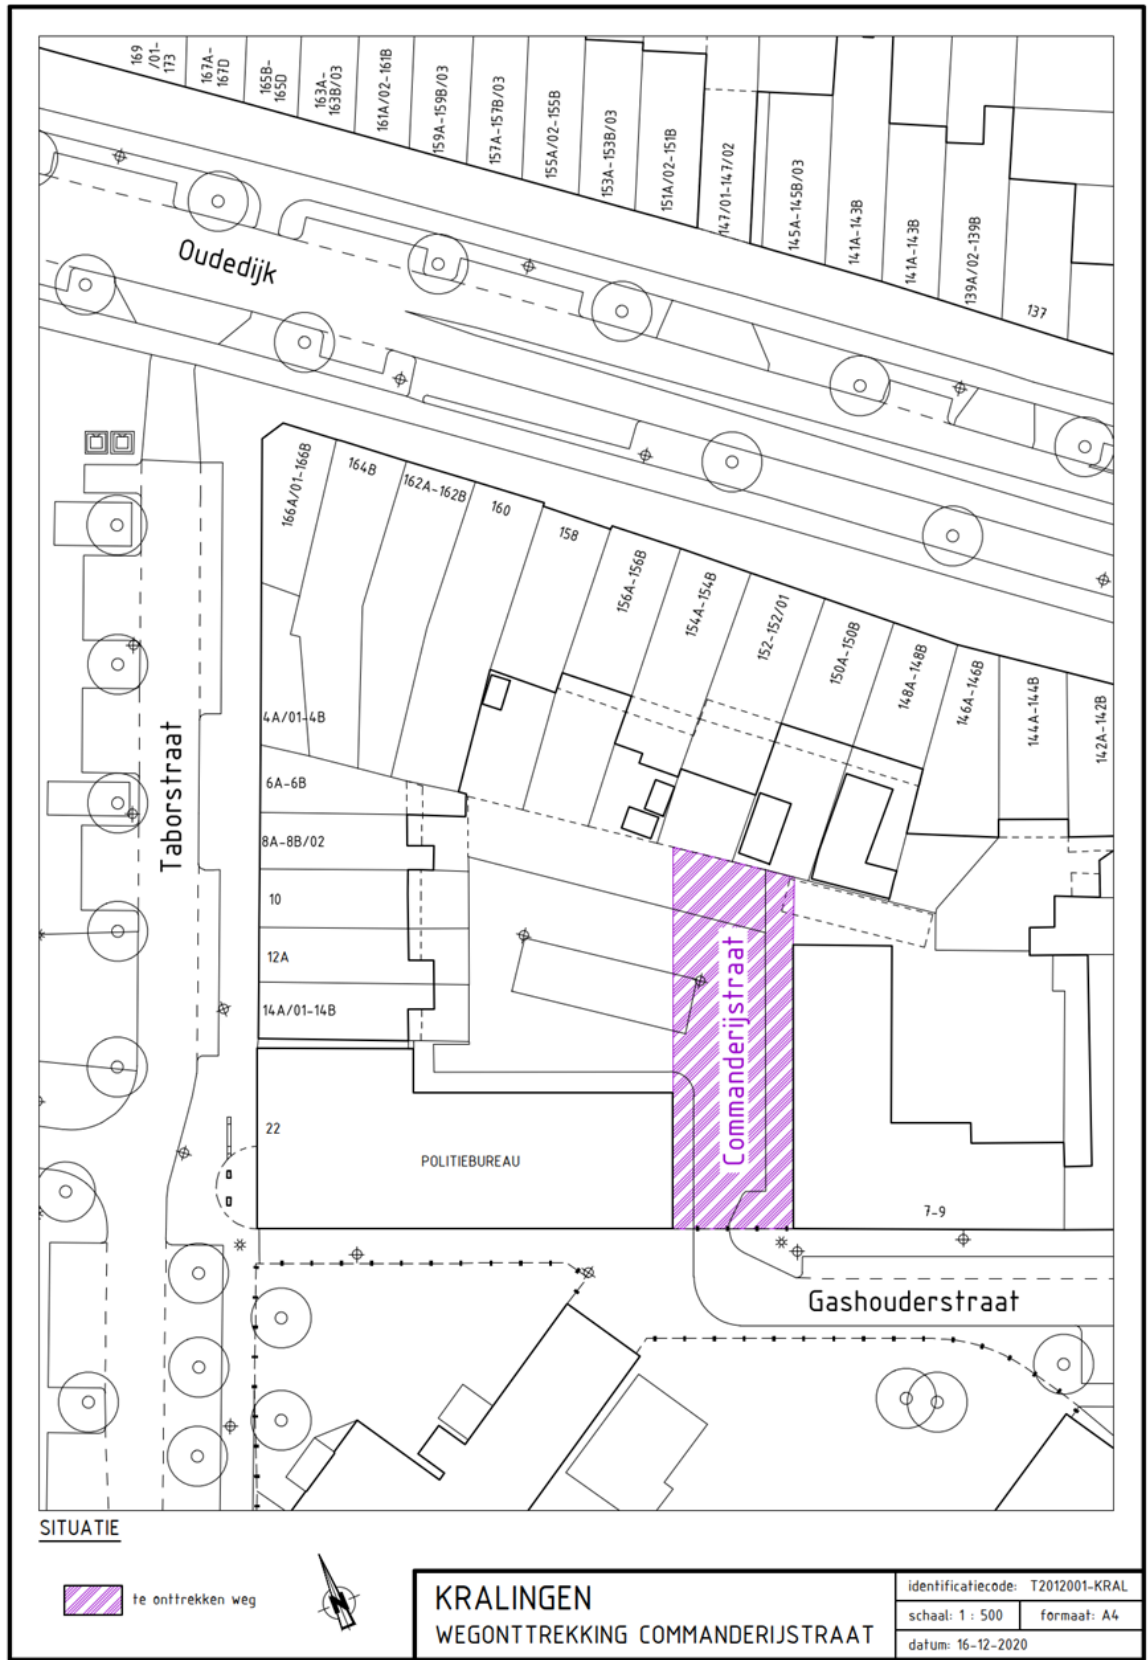 169
/01-
173
167A-
167D
165B-
165D
163A-
163B/03
161A/02-161B
159A-159B/03
157A-157B/03
155A/02-155B
153A-153B/03
151A/02-151B
147/01-147/02
145A-145B/03
141A-143B
141A-143B
139A/02-139B
137
Oudedijk
166A/01-166B
164B
162A-162B
160
158
156A-156B
154A-154B
152-152/01
150A-150B
148A-148B
146A-146B
144A-144B
142A-142B
Taborstraat
4A/01-4B
6A-6B
8A-8B/02
10
12A
14A/01-14B
Commanderijstraat
22
POLITIEBUREAU
7-9
Gashouderstraat
SITUATIE
te onttrekken weg
N
KRALINGEN
WEGONTTREKKING COMMANDERIJSTRAAT
identificatiecode: T2012001-KRAL
schaal: 1 : 500
formaat: A4
datum: 16-12-2020